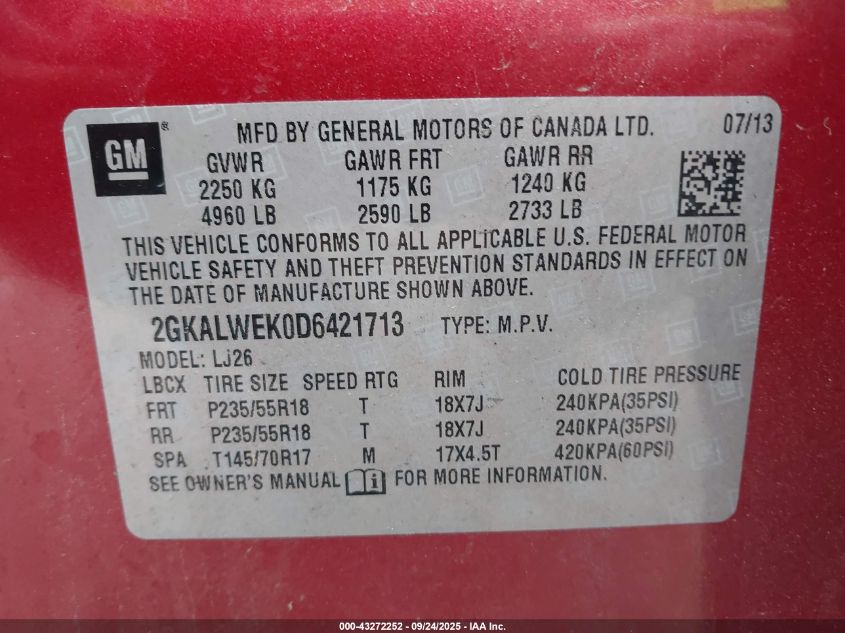 GM ® MFD BY GENERAL MOTORS OF CANADA LTD. 07/13
GVWR GAWR FRT GAWR RR
2250 KG 1175 KG 1240 KG
4960 LB 2590 LB 2733 LB
THIS VEHICLE CONFORMS TO ALL APPLICABLE U.S. FEDERAL MOTOR
VEHICLE SAFETY AND THEFT PREVENTION STANDARDS IN EFFECT ON
THE DATE OF MANUFACTURE SHOWN ABOVE.
2GKALWEK0D6421713 TYPE: M.P.V.
MODEL: LJ26
LBCX TIRE SIZE SPEED RTG RIM COLD TIRE PRESSURE
FRT P235/55R18 T 18X7J 240KPA(35PSI)
RR P235/55R18 T 18X7J 240KPA(35PSI)
SPA T145/70R17 M 17X4.5T 420KPA(60PSI)
SEE OWNER'S MANUAL i FOR MORE INFORMATION.
000-43272252 - 09/24/2025 - IAA Inc.